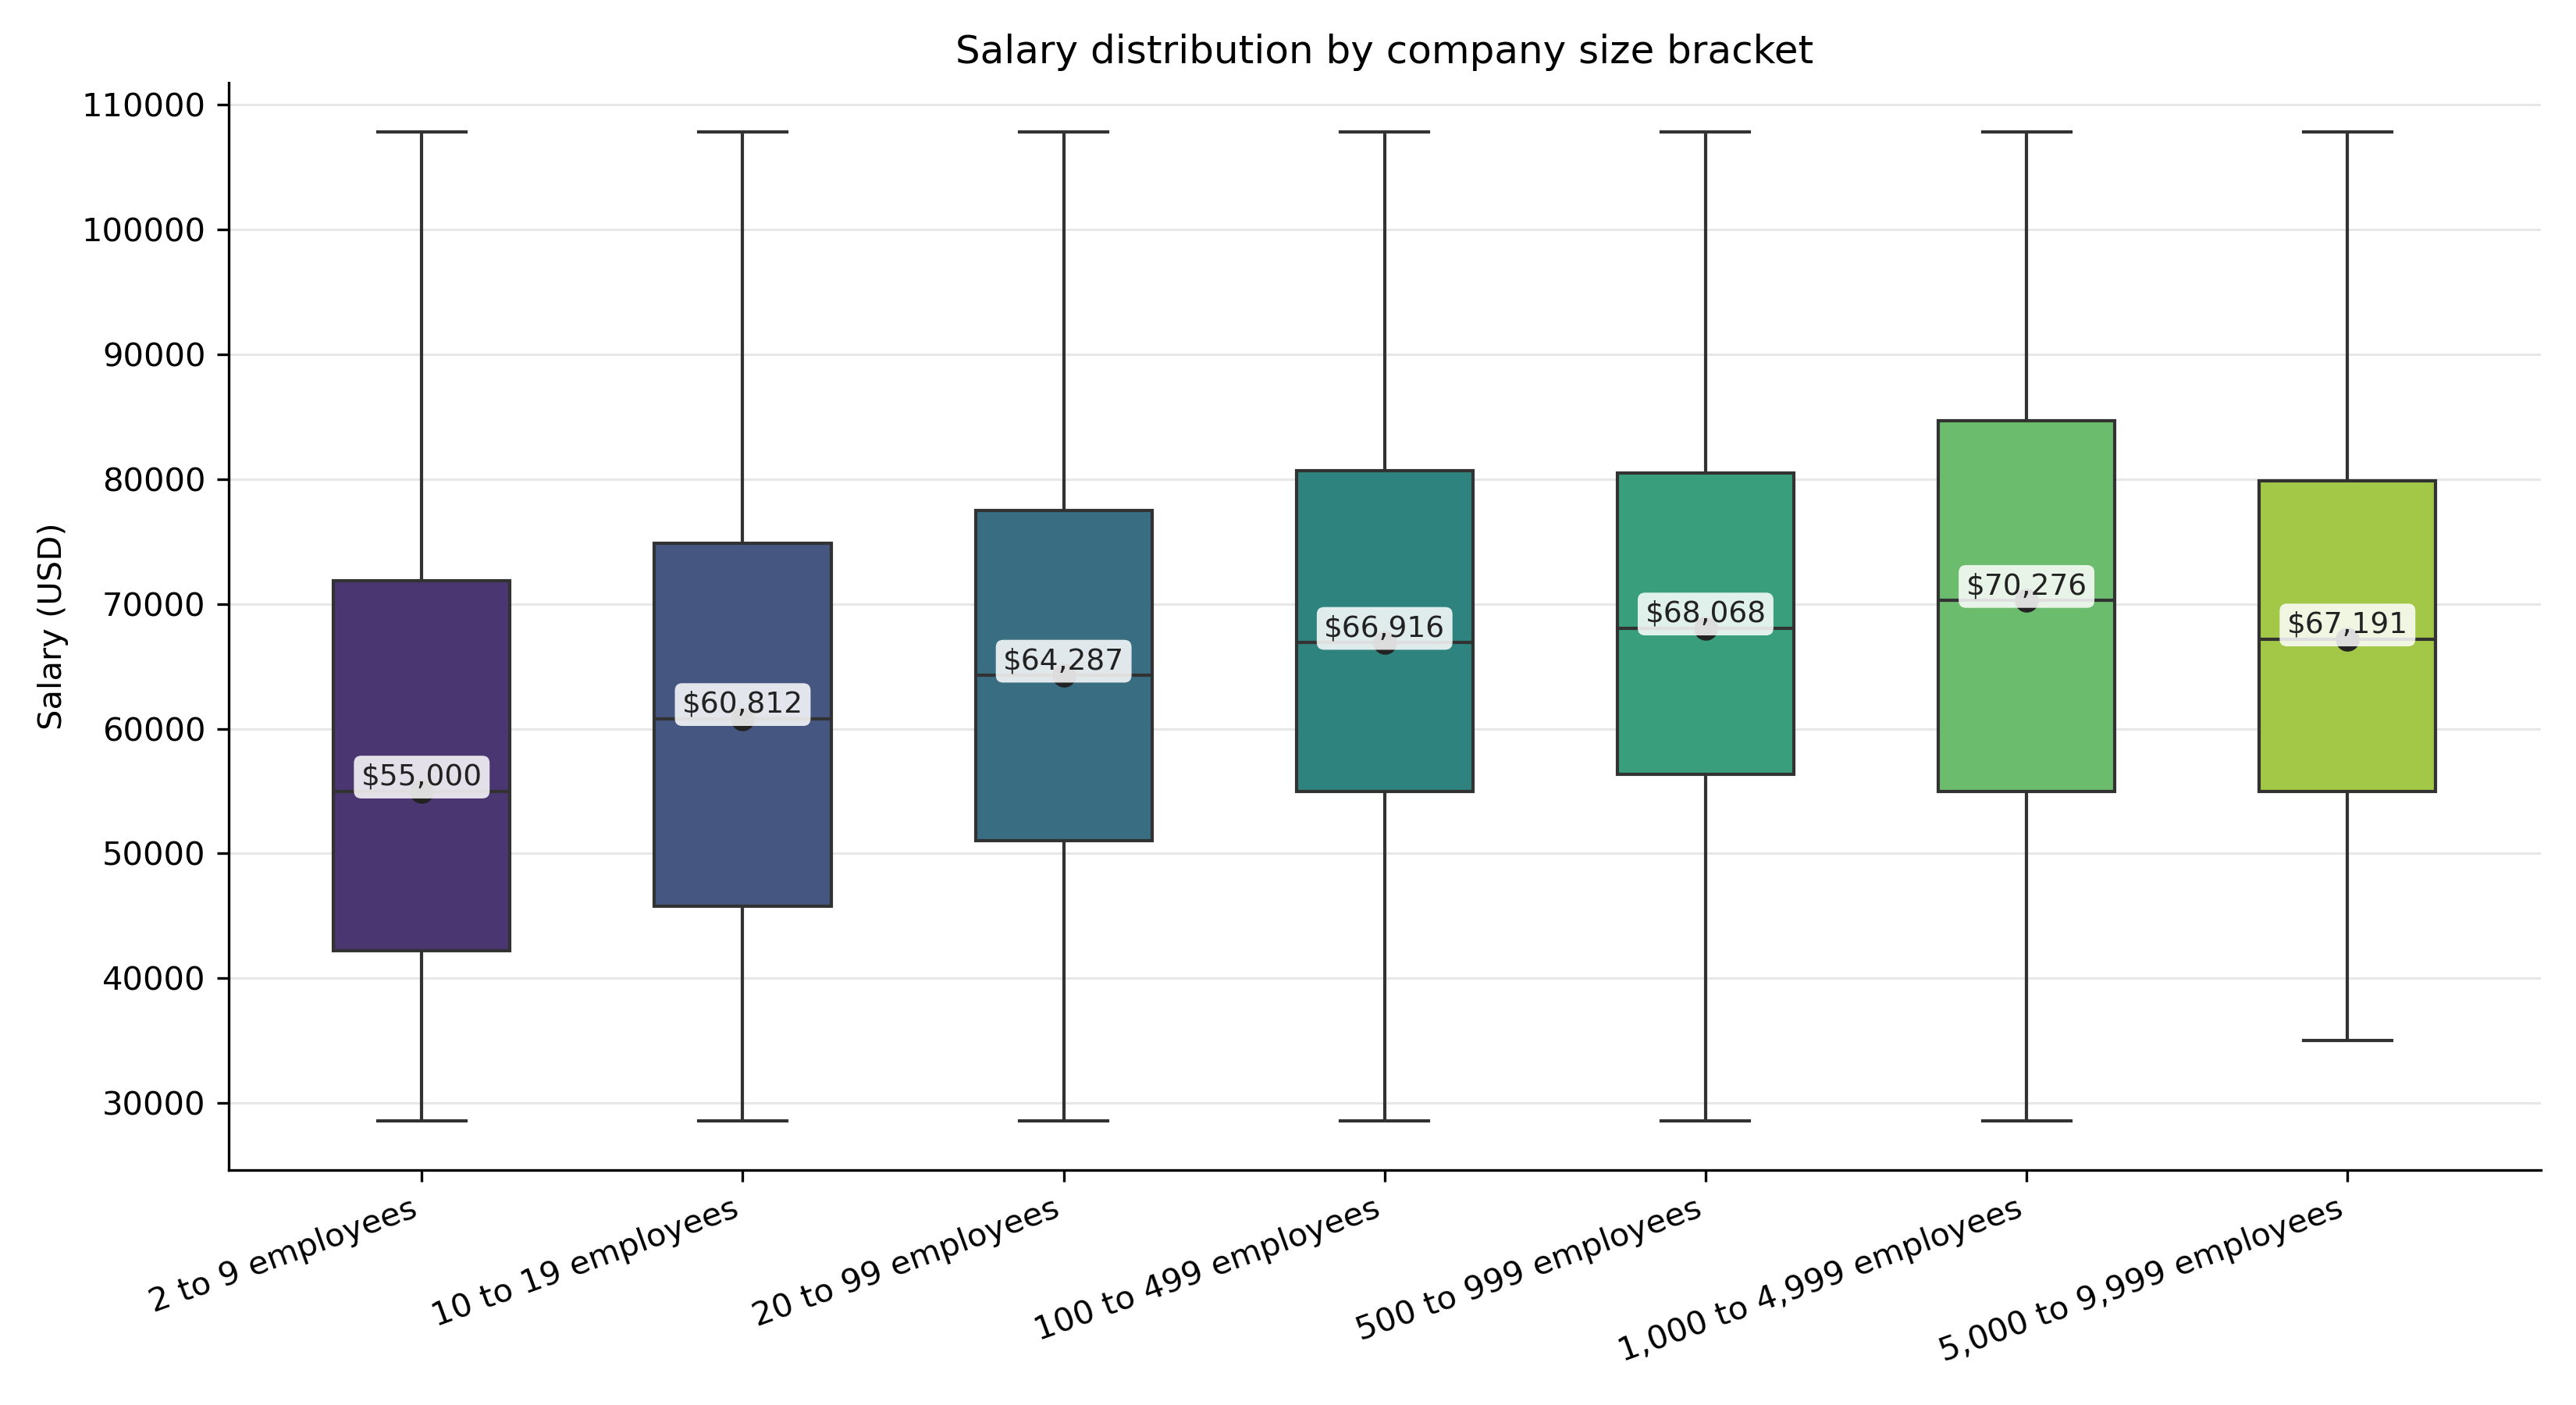 Salary distribution by company size bracket
Salary (USD)
110000
100000
90000
80000
70000
60000
50000
40000
30000
$55,000
$60,812
$64,287
$66,916
$68,068
$70,276
$67,191
2 to 9 employees
10 to 19 employees
20 to 99 employees
100 to 499 employees
500 to 999 employees
1,000 to 4,999 employees
5,000 to 9,999 employees